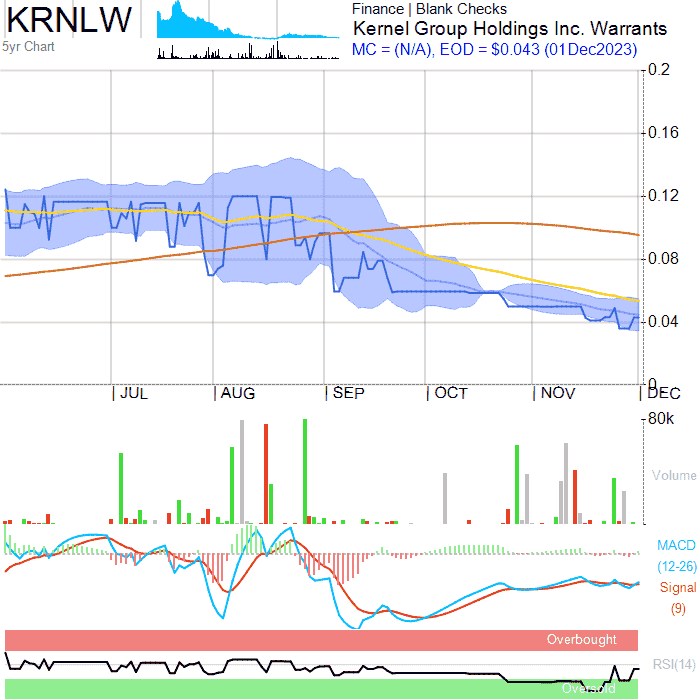 KRNLW
5yr Chart
Finance | Blank Checks
Kernel Group Holdings Inc. Warrants
MC = (N/A), EOD = $0.043 (01Dec2023)
0.2
0.16
0.12
0.08
0.04
0
JUL AUG SEP OCT NOV DEC
80k
Volume
MACD
(12-26)
Signal
(9)
Overbought
RSI(14)
Oversold